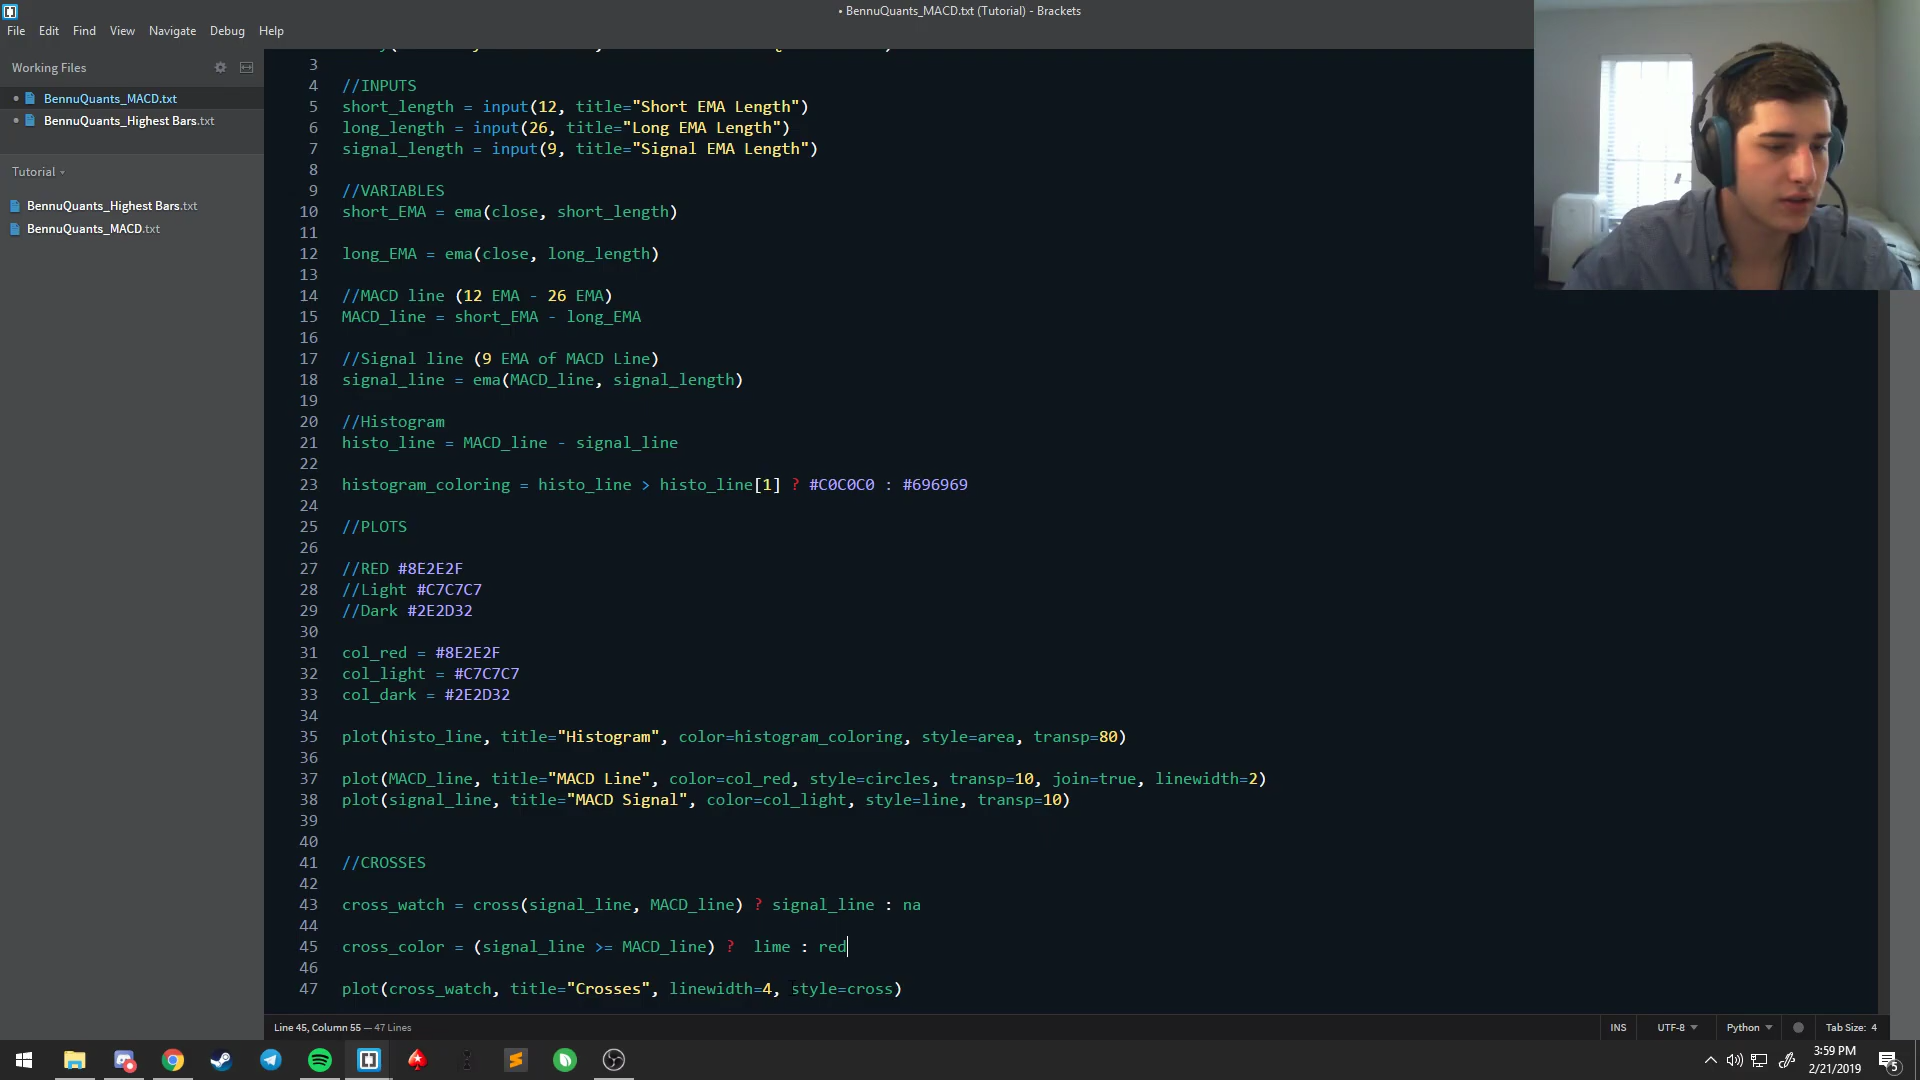 • BennuQuants_MACD.txt (Tutorial) - Brackets
File Edit Find View Navigate Debug Help
Working Files
BennuQuants_MACD.txt
BennuQuants_Highest Bars.txt
Tutorial
BennuQuants_Highest Bars.txt
BennuQuants_MACD.txt
3
4 //INPUTS
5 short_length = input(12, title="Short EMA Length")
6 long_length = input(26, title="Long EMA Length")
7 signal_length = input(9, title="Signal EMA Length")
8
9 //VARIABLES
10 short_EMA = ema(close, short_length)
11
12 long_EMA = ema(close, long_length)
13
14 //MACD line (12 EMA - 26 EMA)
15 MACD_line = short_EMA - long_EMA
16
17 //Signal line (9 EMA of MACD Line)
18 signal_line = ema(MACD_line, signal_length)
19
20 //Histogram
21 histo_line = MACD_line - signal_line
22
23 histogram_coloring = histo_line > histo_line[1] ? #C0C0C0 : #696969
24
25 //PLOTS
26
27 //RED #8E2E2F
28 //Light #C7C7C7
29 //Dark #2E2D32
30
31 col_red = #8E2E2F
32 col_light = #C7C7C7
33 col_dark = #2E2D32
34
35 plot(histo_line, title="Histogram", color=histogram_coloring, style=area, transp=80)
36
37 plot(MACD_line, title="MACD Line", color=col_red, style=circles, transp=10, join=true, linewidth=2)
38 plot(signal_line, title="MACD Signal", color=col_light, style=line, transp=10)
39
40
41 //CROSSES
42
43 cross_watch = cross(signal_line, MACD_line) ? signal_line : na
44
45 cross_color = (signal_line >= MACD_line) ?  lime : red
46
47 plot(cross_watch, title="Crosses", linewidth=4, style=cross)
Line 45, Column 55 — 47 Lines
INS UTF-8 Python Tab Size: 4
3:59 PM
2/21/2019
5